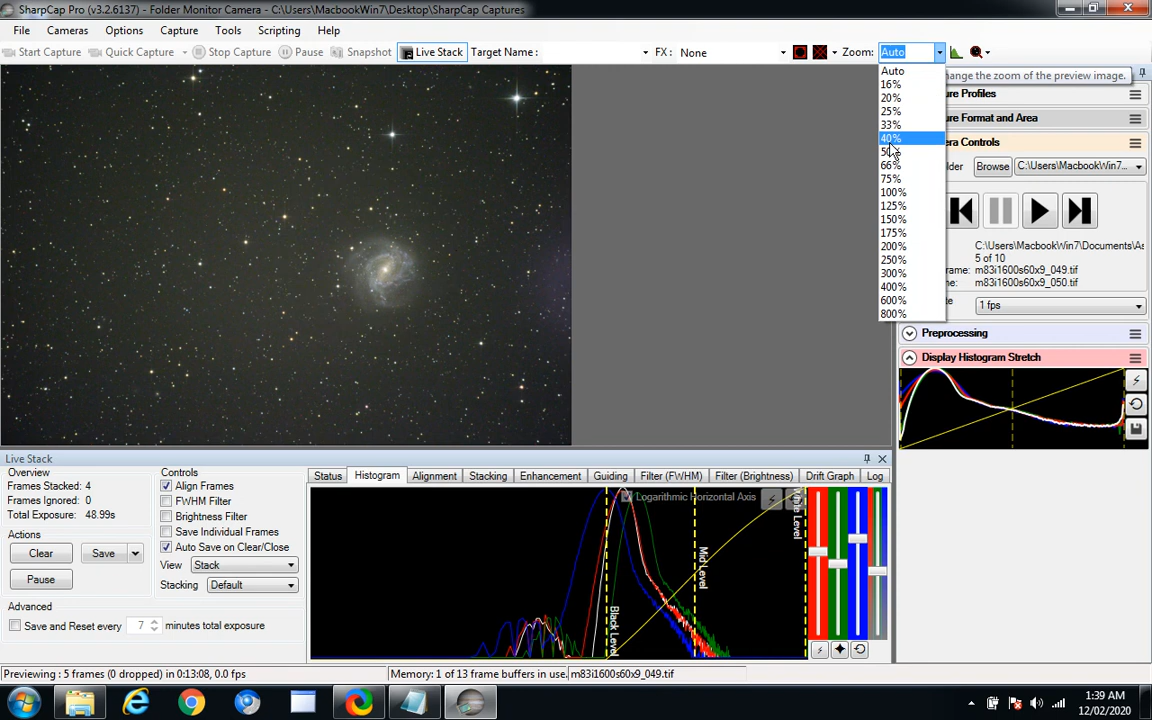 SharpCap Pro (v3.2.6137) - Folder Monitor Camera - C:\Users\MacbookWin7\Desktop\SharpCap Captures
File Cameras Options Capture Tools Scripting Help
Start Capture Quick Capture Stop Capture Pause Snapshot Live Stack Target Name : FX : None Zoom: Auto
Auto
hange the zoom of the preview image.
16%
20%
25%
33%
40%
50%
66%
75%
100%
125%
150%
175%
200%
250%
300%
400%
600%
800%
ure Profiles
ure Format and Area
era Controls
lder Browse C:\Users\MacbookWin7...
C:\Users\MacbookWin7\Documents\As
5 of 10
rame: m83i1600s60x9_049.tif
me: m83i1600s60x9_050.tif
te 1 fps
Preprocessing
Display Histogram Stretch
Live Stack
Overview
Frames Stacked: 4
Frames Ignored: 0
Total Exposure: 48.99s
Actions
Clear Save
Pause
Controls
Align Frames
FWHM Filter
Brightness Filter
Save Individual Frames
Auto Save on Clear/Close
View Stack
Stacking Default
Advanced
Save and Reset every 7 minutes total exposure
Status Histogram Alignment Stacking Enhancement Guiding Filter (FWHM) Filter (Brightness) Drift Graph Log
Logarithmic Horizontal Axis
Black Level
Mid Level
White Level
Previewing : 5 frames (0 dropped) in 0:13:08, 0.0 fps
Memory: 1 of 13 frame buffers in use.
m83i1600s60x9_049.tif
1:39 AM
12/02/2020